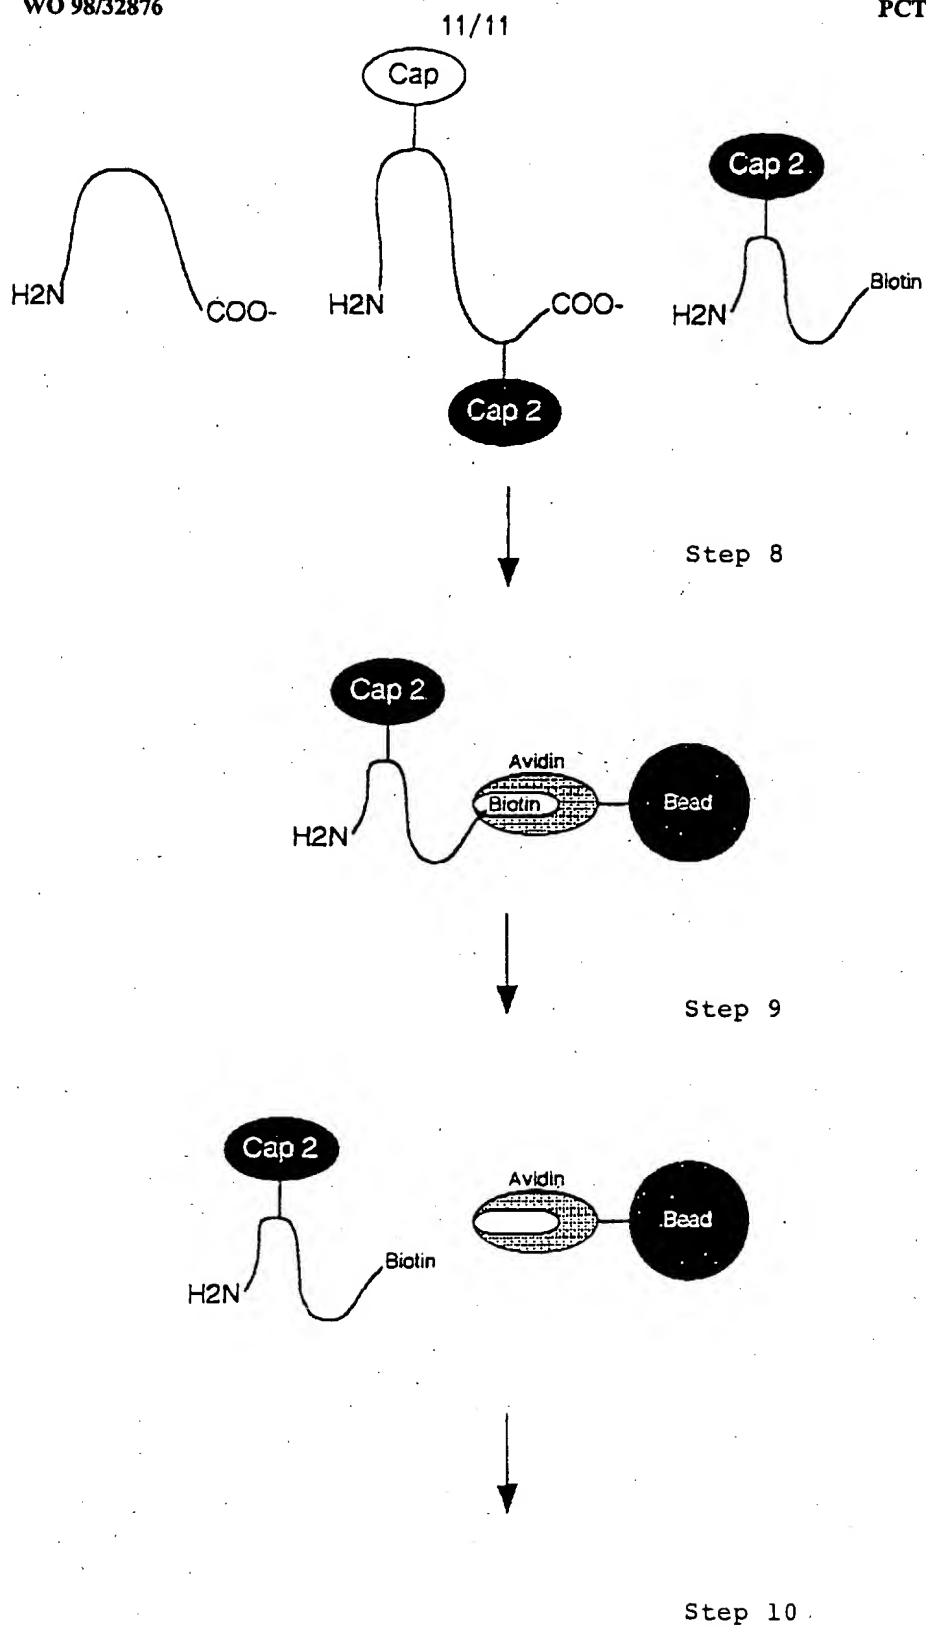 WO 98/32876
PCT
11/11
Cap
Cap 2
H2N
COO-
H2N
COO-
H2N
Biotin
Cap 2
Step 8
Cap 2
Avidin
Biotin
Bead
H2N
Step 9
Cap 2
Avidin
Bead
Biotin
H2N
Step 10